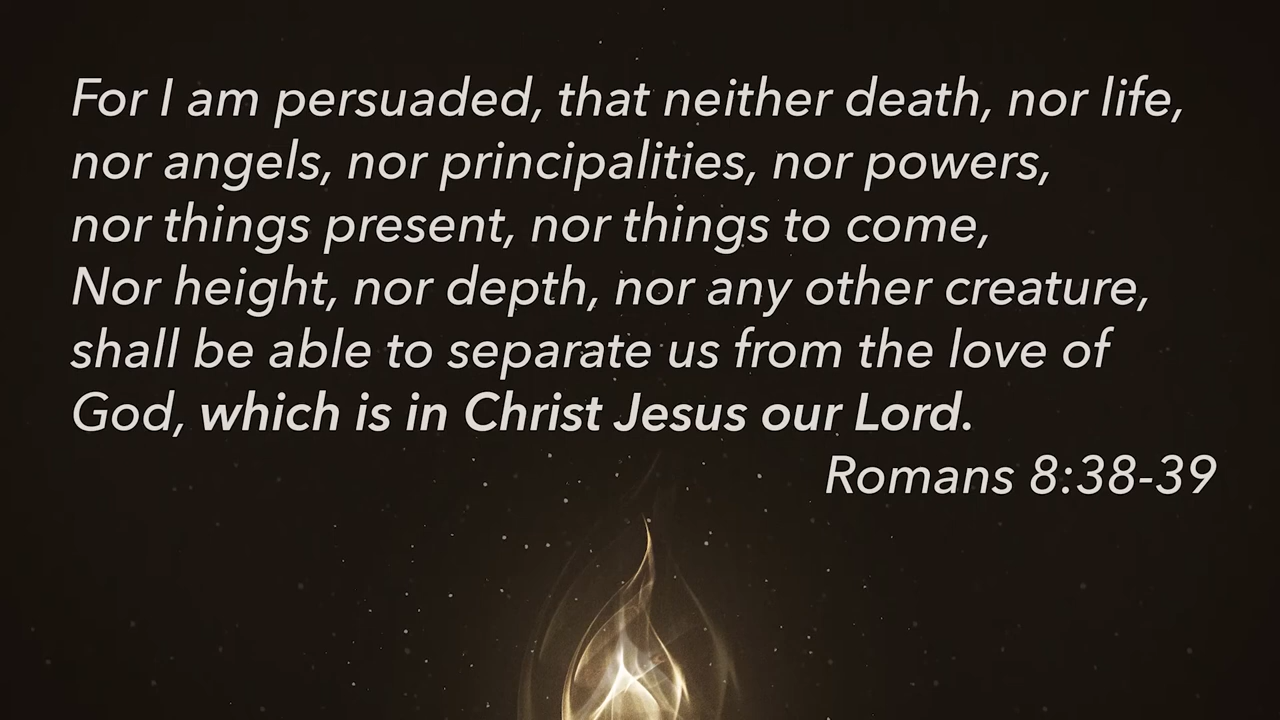 For I am persuaded, that neither death, nor life,
nor angels, nor principalities, nor powers,
nor things present, nor things to come,
Nor height, nor depth, nor any other creature,
shall be able to separate us from the love of
God, which is in Christ Jesus our Lord.
Romans 8:38-39